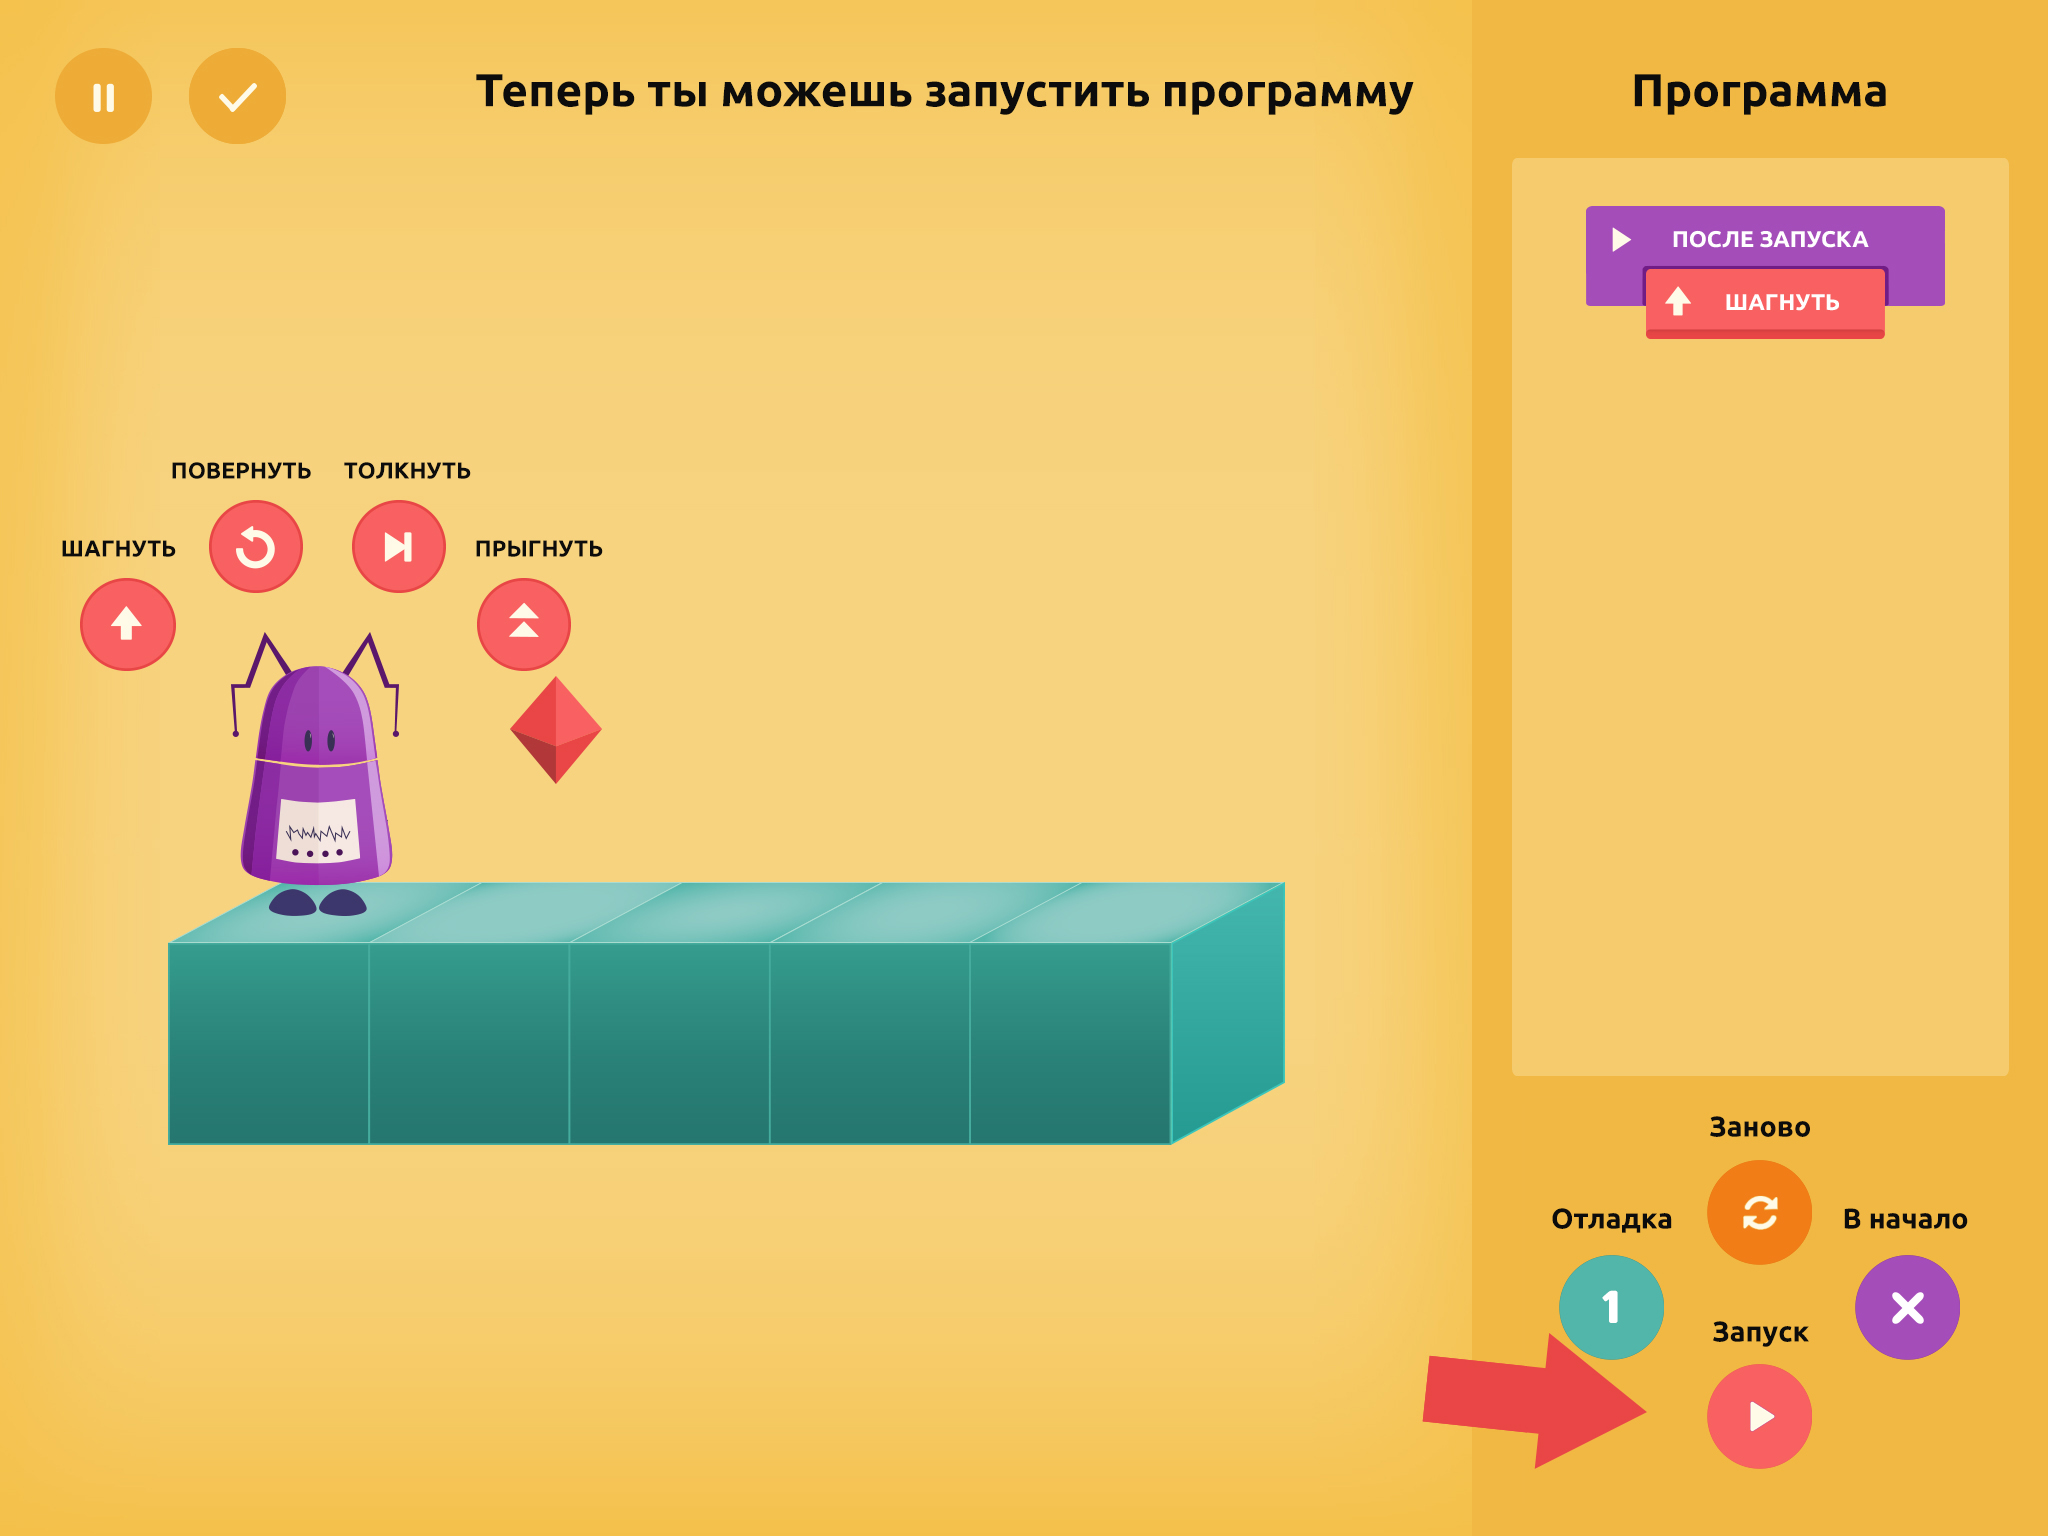 Теперь ты можешь запустить программу
Программа
ПОСЛЕ ЗАПУСКА
ШАГНУТЬ
ПОВЕРНУТЬ
ТОЛКНУТЬ
ШАГНУТЬ
ПРЫГНУТЬ
Заново
Отладка
В начало
1
Запуск